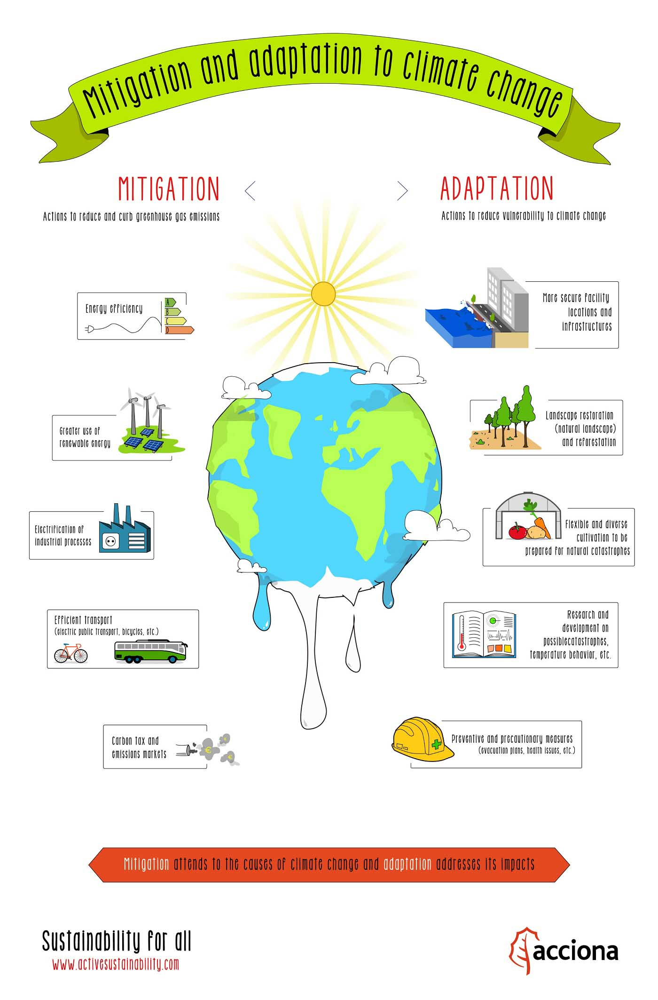 Mitigation and adaptation to climate change
MITIGATION
Actions to reduce and curb greenhouse gas emissions
ADAPTATION
Actions to reduce vulnerability to climate change
Energy efficiency
A
B
C
D
Greater use of
renewable energy
Electrification of
industrial processes
Efficient transport
(electric public transport, bicycles, etc.)
Carbon tax and
emissions markets
€
€
€
More secure facility
locations and
infrastructures
Landscape restoration
(natural landscape)
and reforestation
Flexible and diverse
cultivation to be
prepared for natural catastrophes
Research and
development on
possiblecatastrophes,
temperature behavior, etc.
Preventive and precautionary measures
(evacuation plans, health issues, etc.)
Mitigation attends to the causes of climate change and adaptation addresses its impacts
Sustainability for all
www.activesustainability.com
acciona